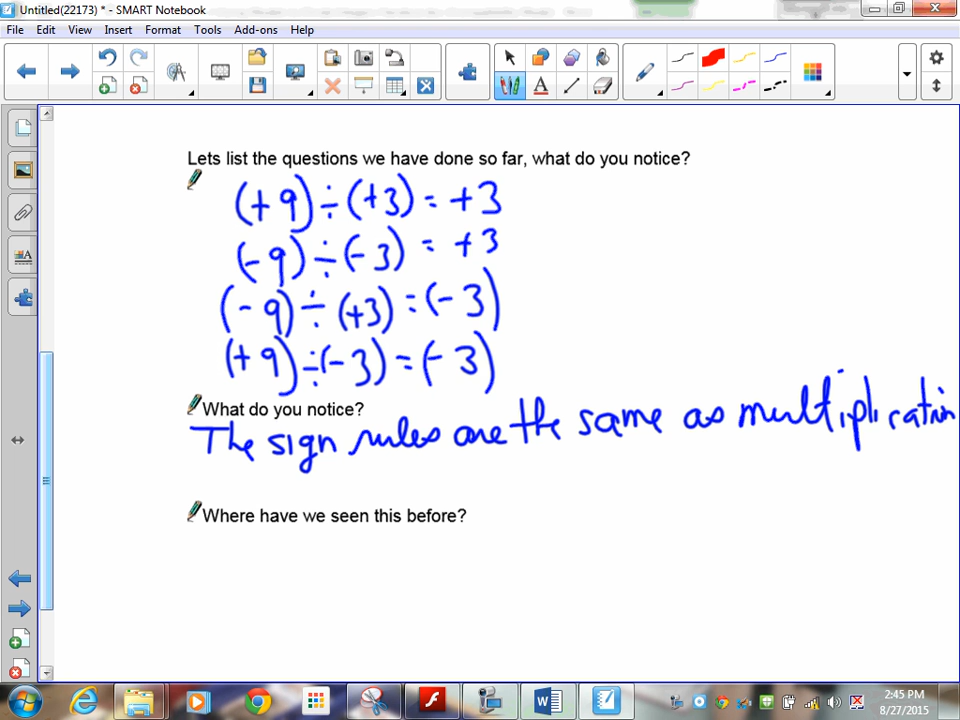 Untitled(22173) * - SMART Notebook
File Edit View Insert Format Tools Add-ons Help
Lets list the questions we have done so far, what do you notice?
(+9) ÷ (+3) = +3
(-9) ÷ (-3) = +3
(-9) ÷ (+3) = (-3)
(+9) ÷ (-3) = (-3)
What do you notice?
The sign rules are the same as multiplication
Where have we seen this before?
2:45 PM
8/27/2015